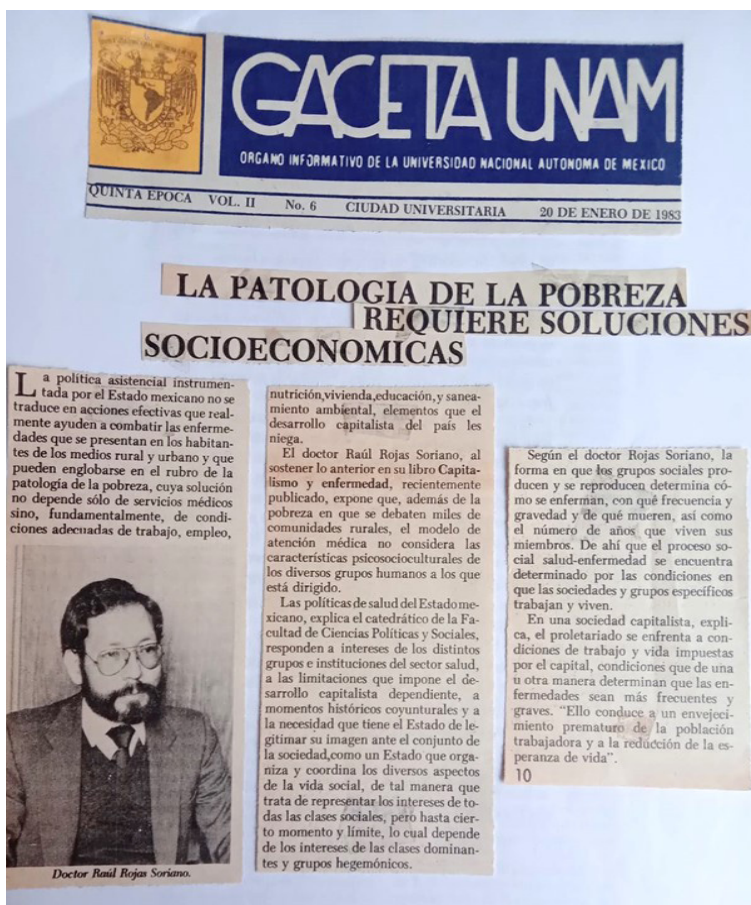 GACETA UNAM
ORGANO INFORMATIVO DE LA UNIVERSIDAD NACIONAL AUTONOMA DE MEXICO
QUINTA EPOCA VOL. II No. 6 CIUDAD UNIVERSITARIA 20 DE ENERO DE 1983
LA PATOLOGIA DE LA POBREZA
REQUIERE SOLUCIONES
SOCIOECONOMICAS
La política asistencial instrumen-
tada por el Estado mexicano no se
traduce en acciones efectivas que real-
mente ayuden a combatir las enferme-
dades que se presentan en los habitan-
tes de los medios rural y urbano y que
pueden englobarse en el rubro de la
patología de la pobreza, cuya solución
no depende sólo de servicios médicos
sino, fundamentalmente, de condi-
ciones adecuadas de trabajo, empleo,
Doctor Raúl Rojas Soriano.
nutrición,vivienda,educación,y sanea-
miento ambiental, elementos que el
desarrollo capitalista del país les
niega.
El doctor Raúl Rojas Soriano, al
sostener lo anterior en su libro Capita-
lismo y enfermedad, recientemente
publicado, expone que, además de la
pobreza en que se debaten miles de
comunidades rurales, el modelo de
atención médica no considera las
características psicosocioculturales de
los diversos grupos humanos a los que
está dirigido.
Las políticas de salud del Estado me-
xicano, explica el catedrático de la Fa-
cultad de Ciencias Políticas y Sociales,
responden a intereses de los distintos
grupos e instituciones del sector salud,
a las limitaciones que impone el de-
sarrollo capitalista dependiente, a
momentos históricos coyunturales y a
la necesidad que tiene el Estado de le-
gitimar su imagen ante el conjunto de
la sociedad,como un Estado que orga-
niza y coordina los diversos aspectos
de la vida social, de tal manera que
trata de representar los intereses de to-
das las clases sociales, pero hasta cier-
to momento y límite, lo cual depende
de los intereses de las clases dominan-
tes y grupos hegemónicos.
Según el doctor Rojas Soriano, la
forma en que los grupos sociales pro-
ducen y se reproducen determina có-
mo se enferman, con qué frecuencia y
gravedad y de qué mueren, así como
el número de años que viven sus
miembros. De ahí que el proceso so-
cial salud-enfermedad se encuentra
determinado por las condiciones en
que las sociedades y grupos específicos
trabajan y viven.
En una sociedad capitalista, expli-
ca, el proletariado se enfrenta a con-
diciones de trabajo y vida impuestas
por el capital, condiciones que de una
u otra manera determinan que las en-
fermedades sean más frecuentes y
graves. “Ello conduce a un envejeci-
miento prematuro de la población
trabajadora y a la reducción de la es-
peranza de vida”.
10